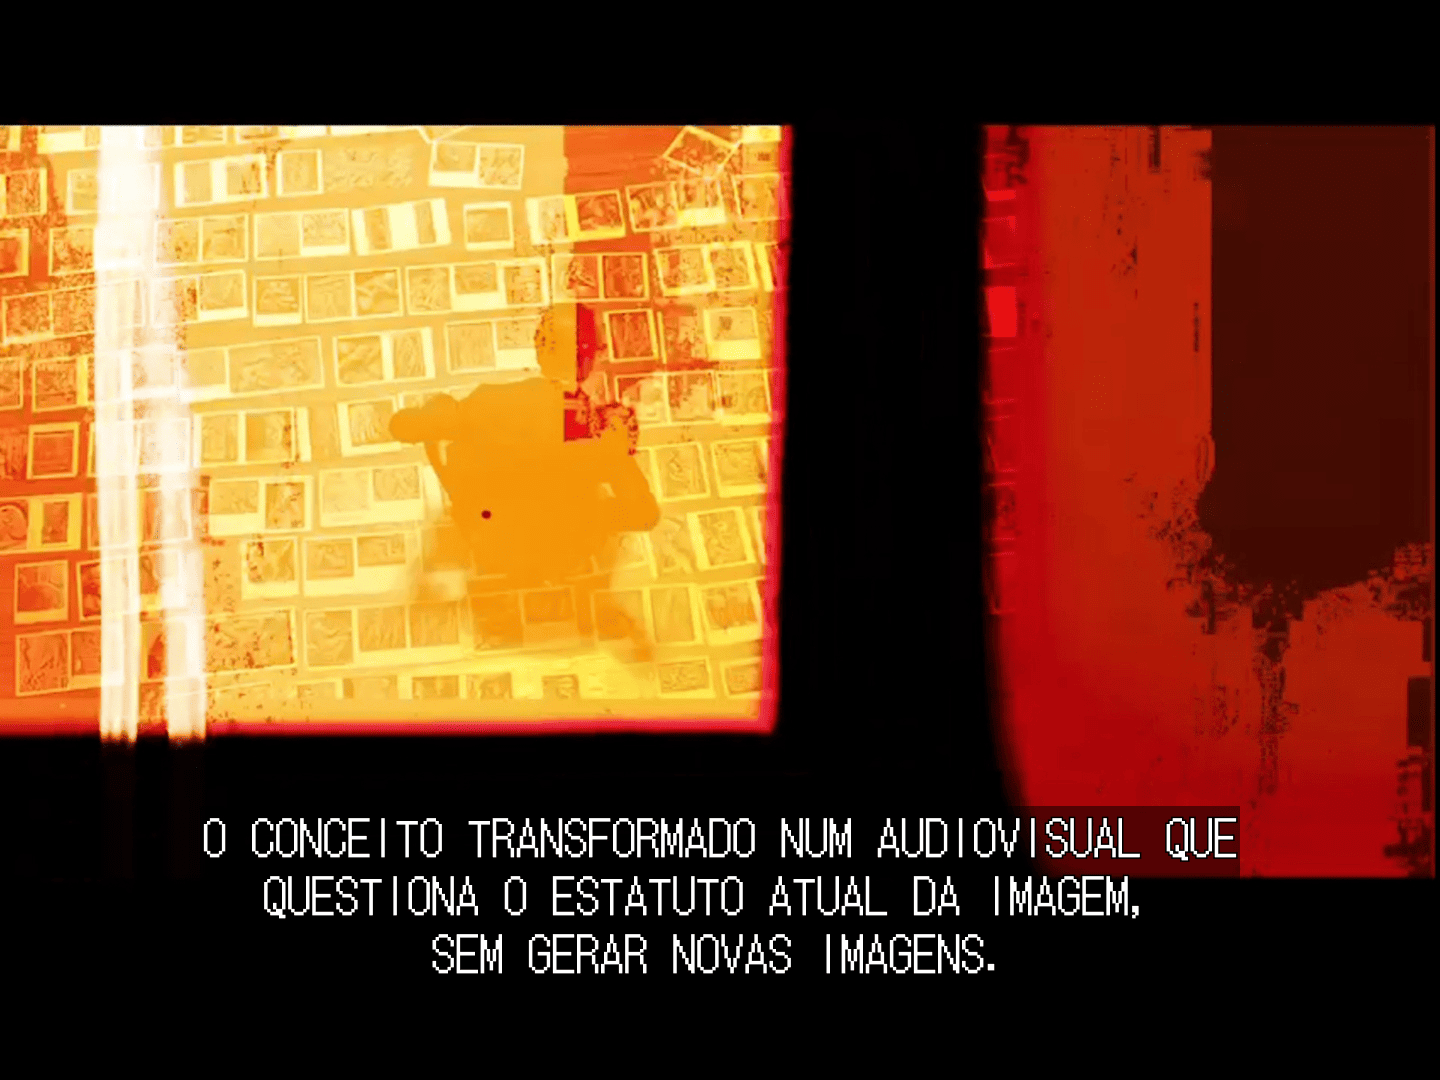 O CONCEITO TRANSFORMADO NUM AUDIOVISUAL QUE
QUESTIONA O ESTATUTO ATUAL DA IMAGEM,
SEM GERAR NOVAS IMAGENS.